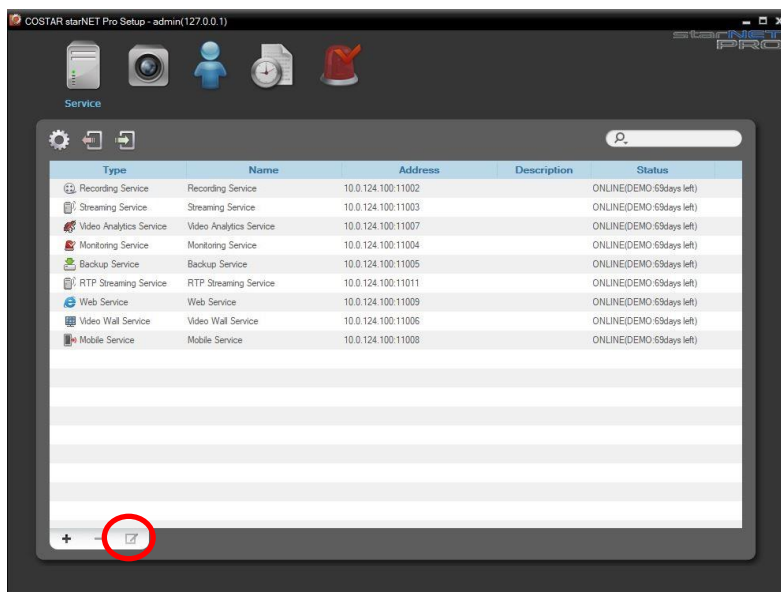 COSTAR starNET Pro Setup - admin(127.0.0.1)
starNET
PRO
Service
Type Name Address Description Status
Recording Service Recording Service 10.0.124.100:11002 ONLINE(DEMO:69days left)
Streaming Service Streaming Service 10.0.124.100:11003 ONLINE(DEMO:69days left)
Video Analytics Service Video Analytics Service 10.0.124.100:11007 ONLINE(DEMO:69days left)
Monitoring Service Monitoring Service 10.0.124.100:11004 ONLINE(DEMO:69days left)
Backup Service Backup Service 10.0.124.100:11005 ONLINE(DEMO:69days left)
RTP Streaming Service RTP Streaming Service 10.0.124.100:11011 ONLINE(DEMO:69days left)
Web Service Web Service 10.0.124.100:11009 ONLINE(DEMO:69days left)
Video Wall Service Video Wall Service 10.0.124.100:11006 ONLINE(DEMO:69days left)
Mobile Service Mobile Service 10.0.124.100:11008 ONLINE(DEMO:69days left)